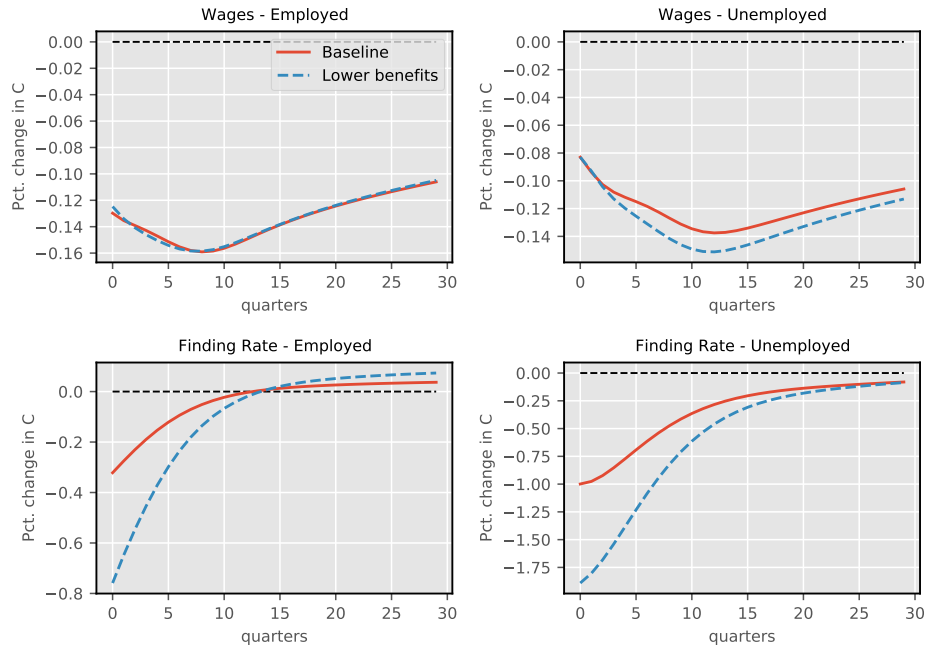 Wages - Employed
Wages - Unemployed
Pct. change in C
0.00
−0.02
−0.04
−0.06
−0.08
−0.10
−0.12
−0.14
−0.16
Baseline
Lower benefits
0 5 10 15 20 25 30
quarters
Pct. change in C
0.00
−0.02
−0.04
−0.06
−0.08
−0.10
−0.12
−0.14
0 5 10 15 20 25 30
quarters
Finding Rate - Employed
Finding Rate - Unemployed
Pct. change in C
0.0
−0.2
−0.4
−0.6
−0.8
0 5 10 15 20 25 30
quarters
Pct. change in C
0.00
−0.25
−0.50
−0.75
−1.00
−1.25
−1.50
−1.75
0 5 10 15 20 25 30
quarters